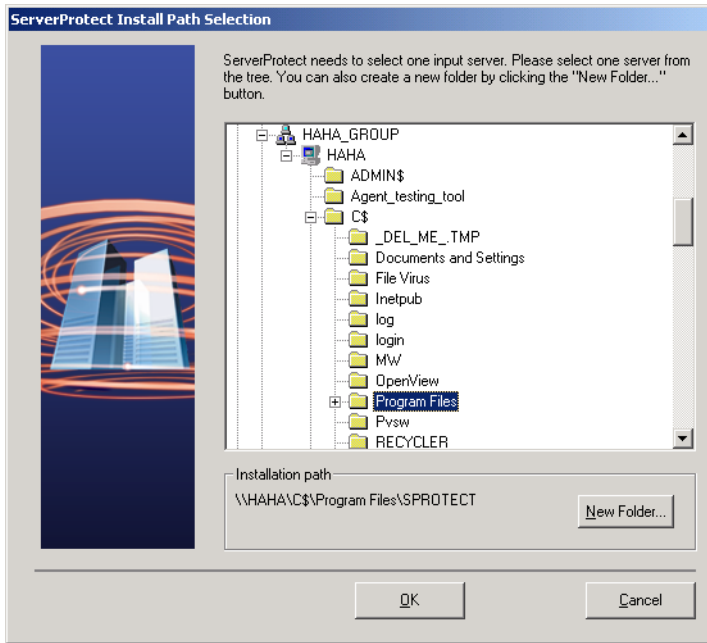 ServerProtect Install Path Selection
ServerProtect needs to select one input server. Please select one server from
the tree. You can also create a new folder by clicking the "New Folder..."
button.
HAHA_GROUP
HAHA
ADMIN$
Agent_testing_tool
C$
_DEL_ME_.TMP
Documents and Settings
File Virus
Inetpub
log
login
MW
OpenView
Program Files
Pvsw
RECYCLER
Installation path
\\HAHA\C$\Program Files\SPROTECT
New Folder...
OK
Cancel